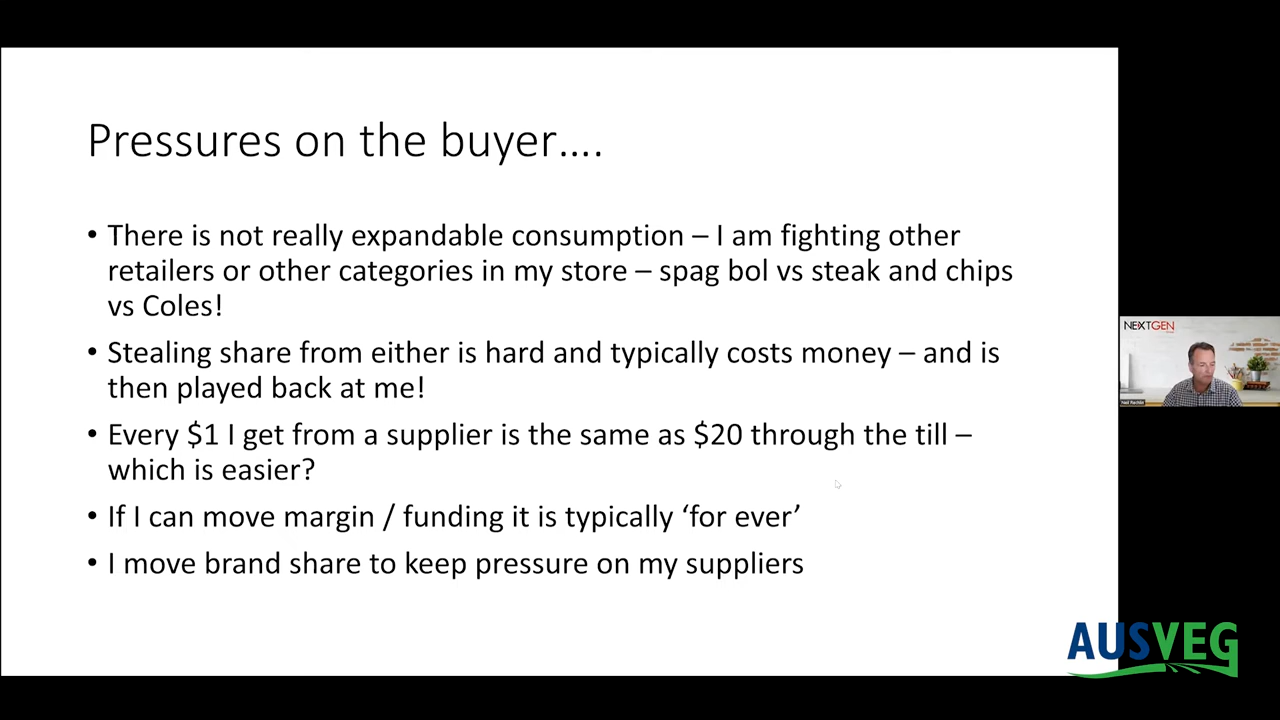 Pressures on the buyer….
• There is not really expandable consumption – I am fighting other
retailers or other categories in my store – spag bol vs steak and chips
vs Coles!
• Stealing share from either is hard and typically costs money – and is
then played back at me!
• Every $1 I get from a supplier is the same as $20 through the till –
which is easier?
• If I can move margin / funding it is typically ‘for ever’
• I move brand share to keep pressure on my suppliers
NEXTGEN
AUSVEG